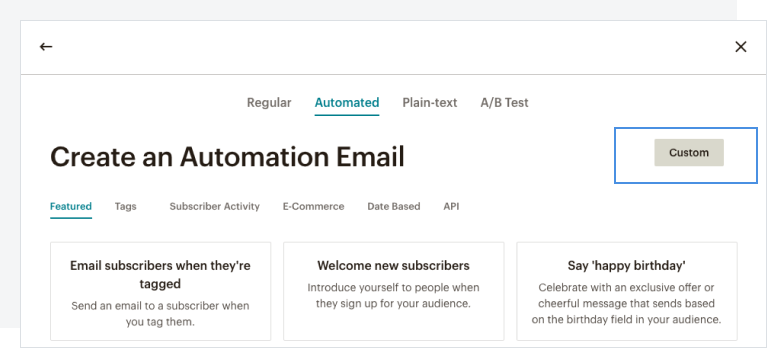 Regular Automated Plain-text A/B Test
Create an Automation Email
Custom
Featured Tags Subscriber Activity E-Commerce Date Based API
Email subscribers when they're
tagged
Send an email to a subscriber when
you tag them.
Welcome new subscribers
Introduce yourself to people when
they sign up for your audience.
Say 'happy birthday'
Celebrate with an exclusive offer or
cheerful message that sends based
on the birthday field in your audience.